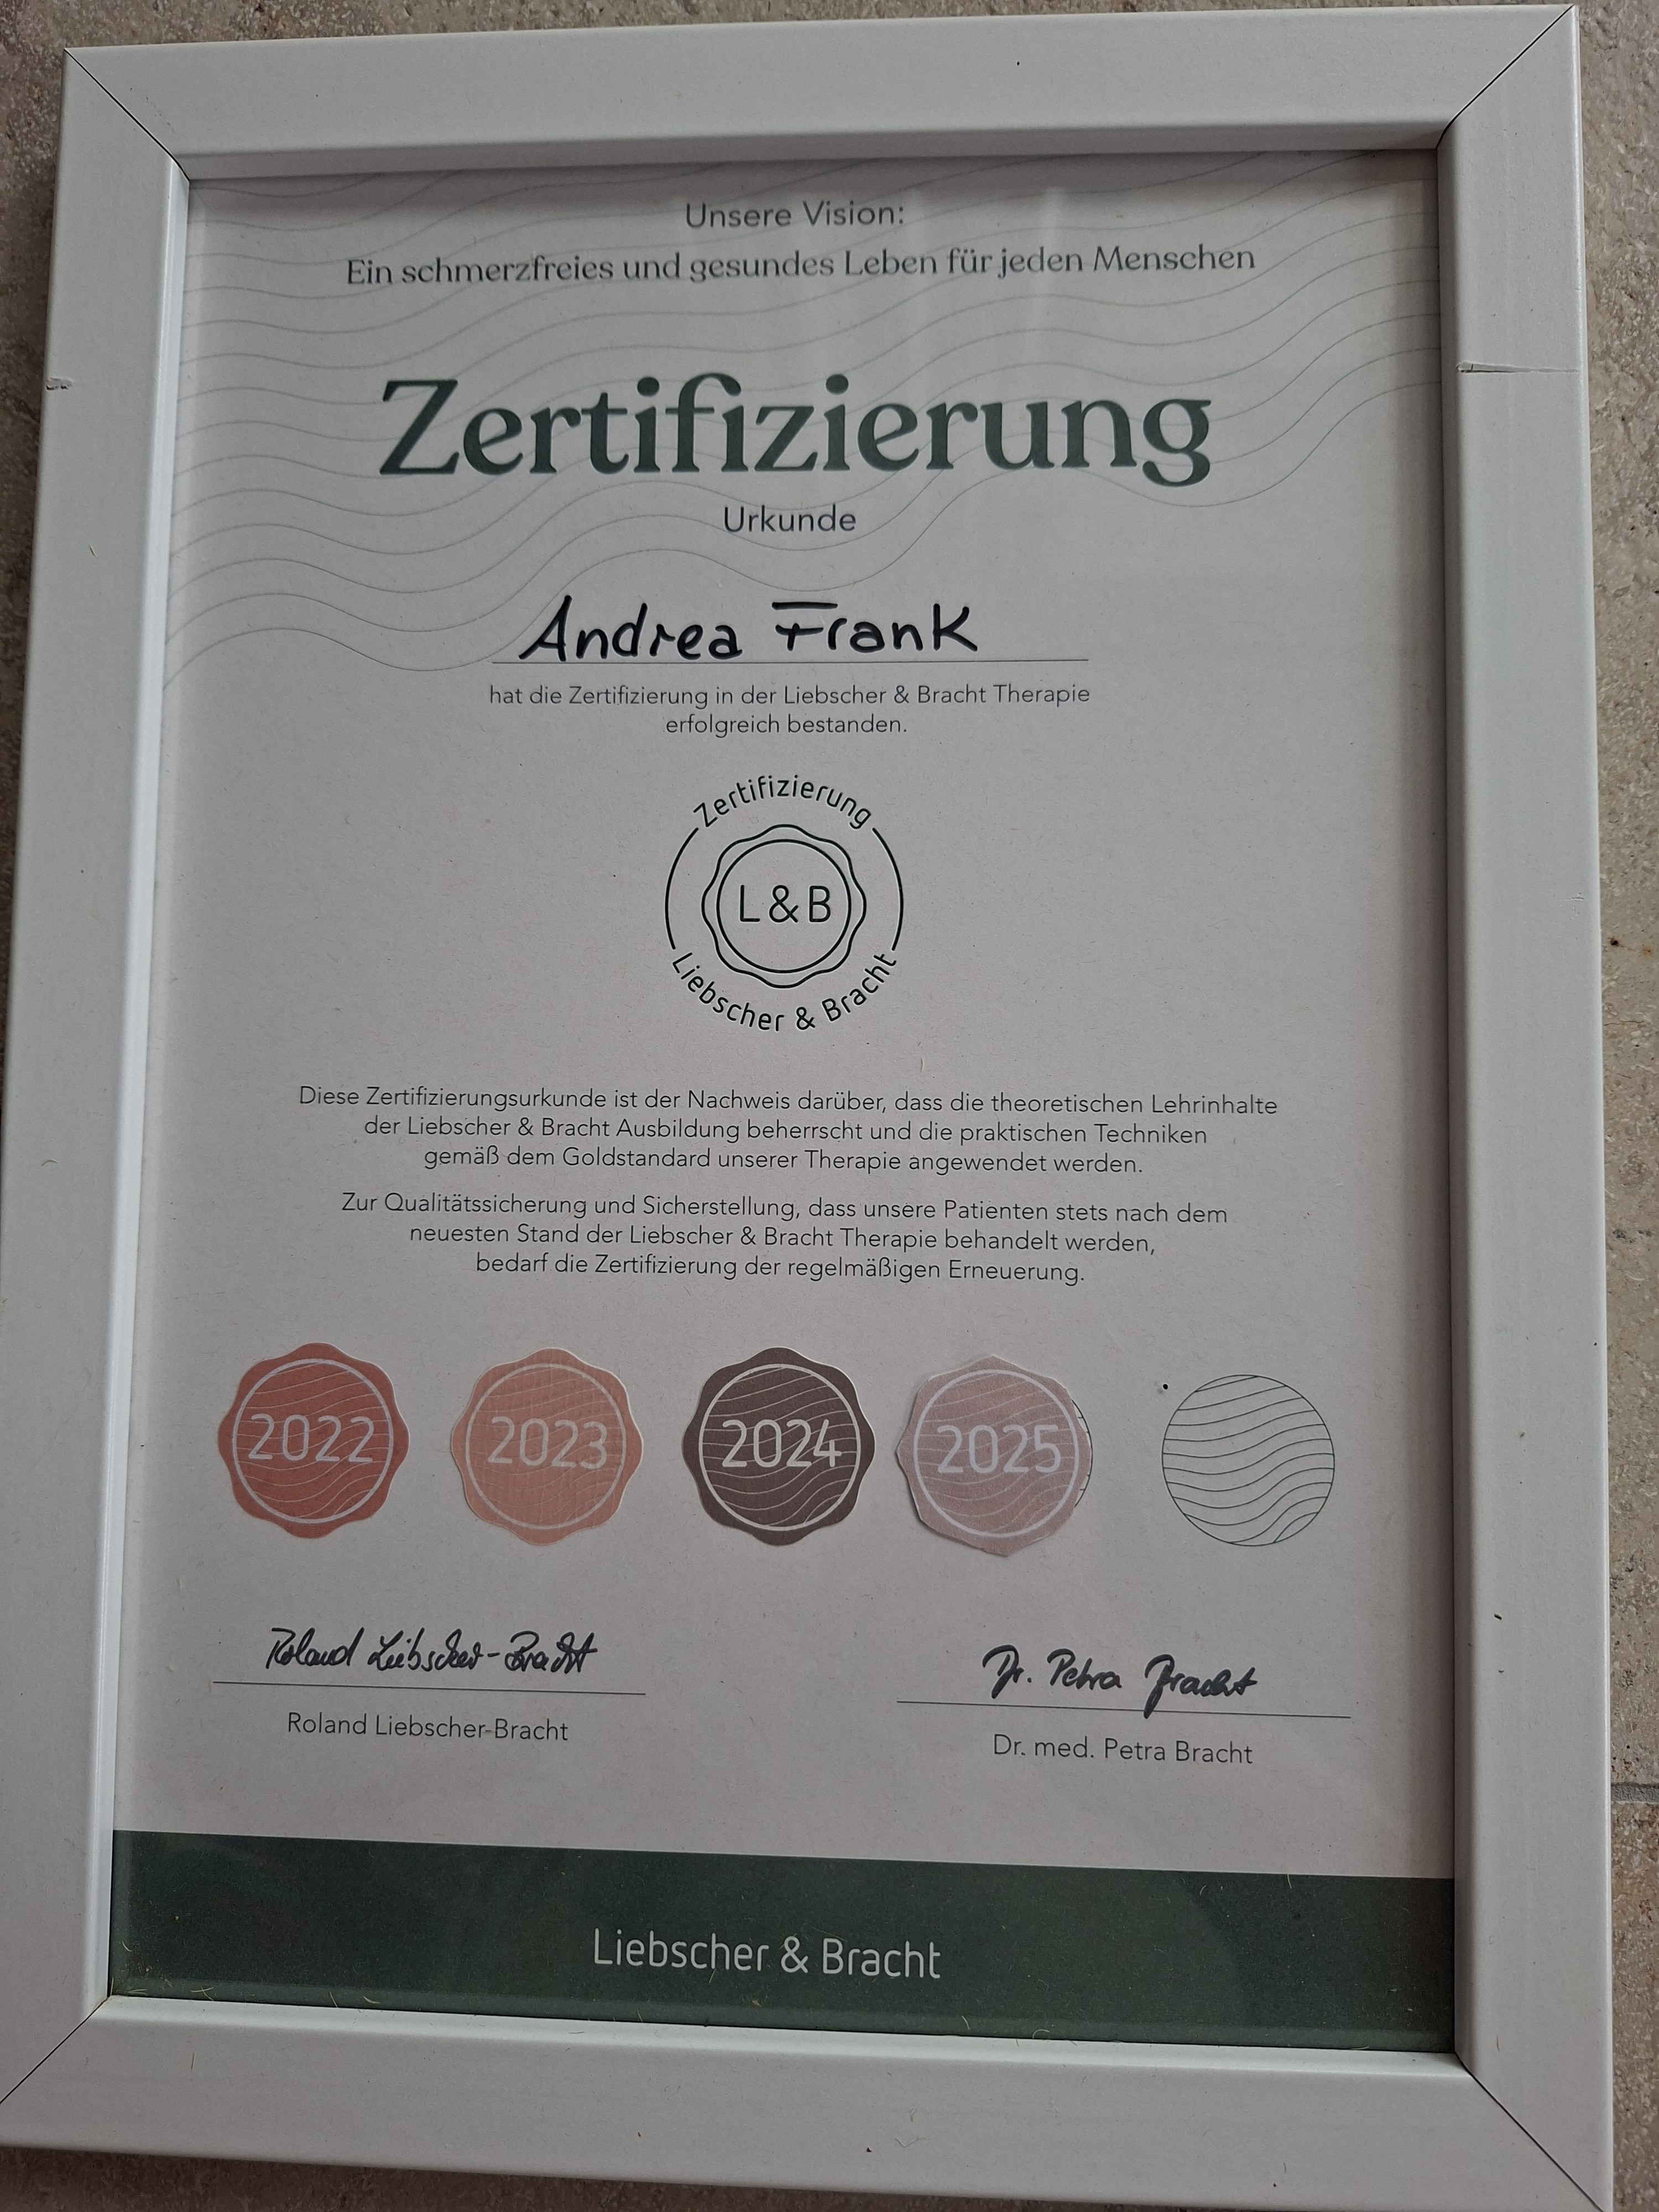 Unsere Vision:
Ein schmerzfreies und gesundes Leben für jeden Menschen
Zertifizierung
Urkunde
Andrea Frank
hat die Zertifizierung in der Liebscher & Bracht Therapie
erfolgreich bestanden.
Zertifizierung
L&B
Liebscher & Bracht
Diese Zertifizierungsurkunde ist der Nachweis darüber, dass die theoretischen Lehrinhalte
der Liebscher & Bracht Ausbildung beherrscht und die praktischen Techniken
gemäß dem Goldstandard unserer Therapie angewendet werden.
Zur Qualitätssicherung und Sicherstellung, dass unsere Patienten stets nach dem
neuesten Stand der Liebscher & Bracht Therapie behandelt werden,
bedarf die Zertifizierung der regelmäßigen Erneuerung.
2022 2023 2024 2025
Roland Liebscher-Bracht Dr. Petra Bracht
Roland Liebscher-Bracht Dr. med. Petra Bracht
Liebscher & Bracht